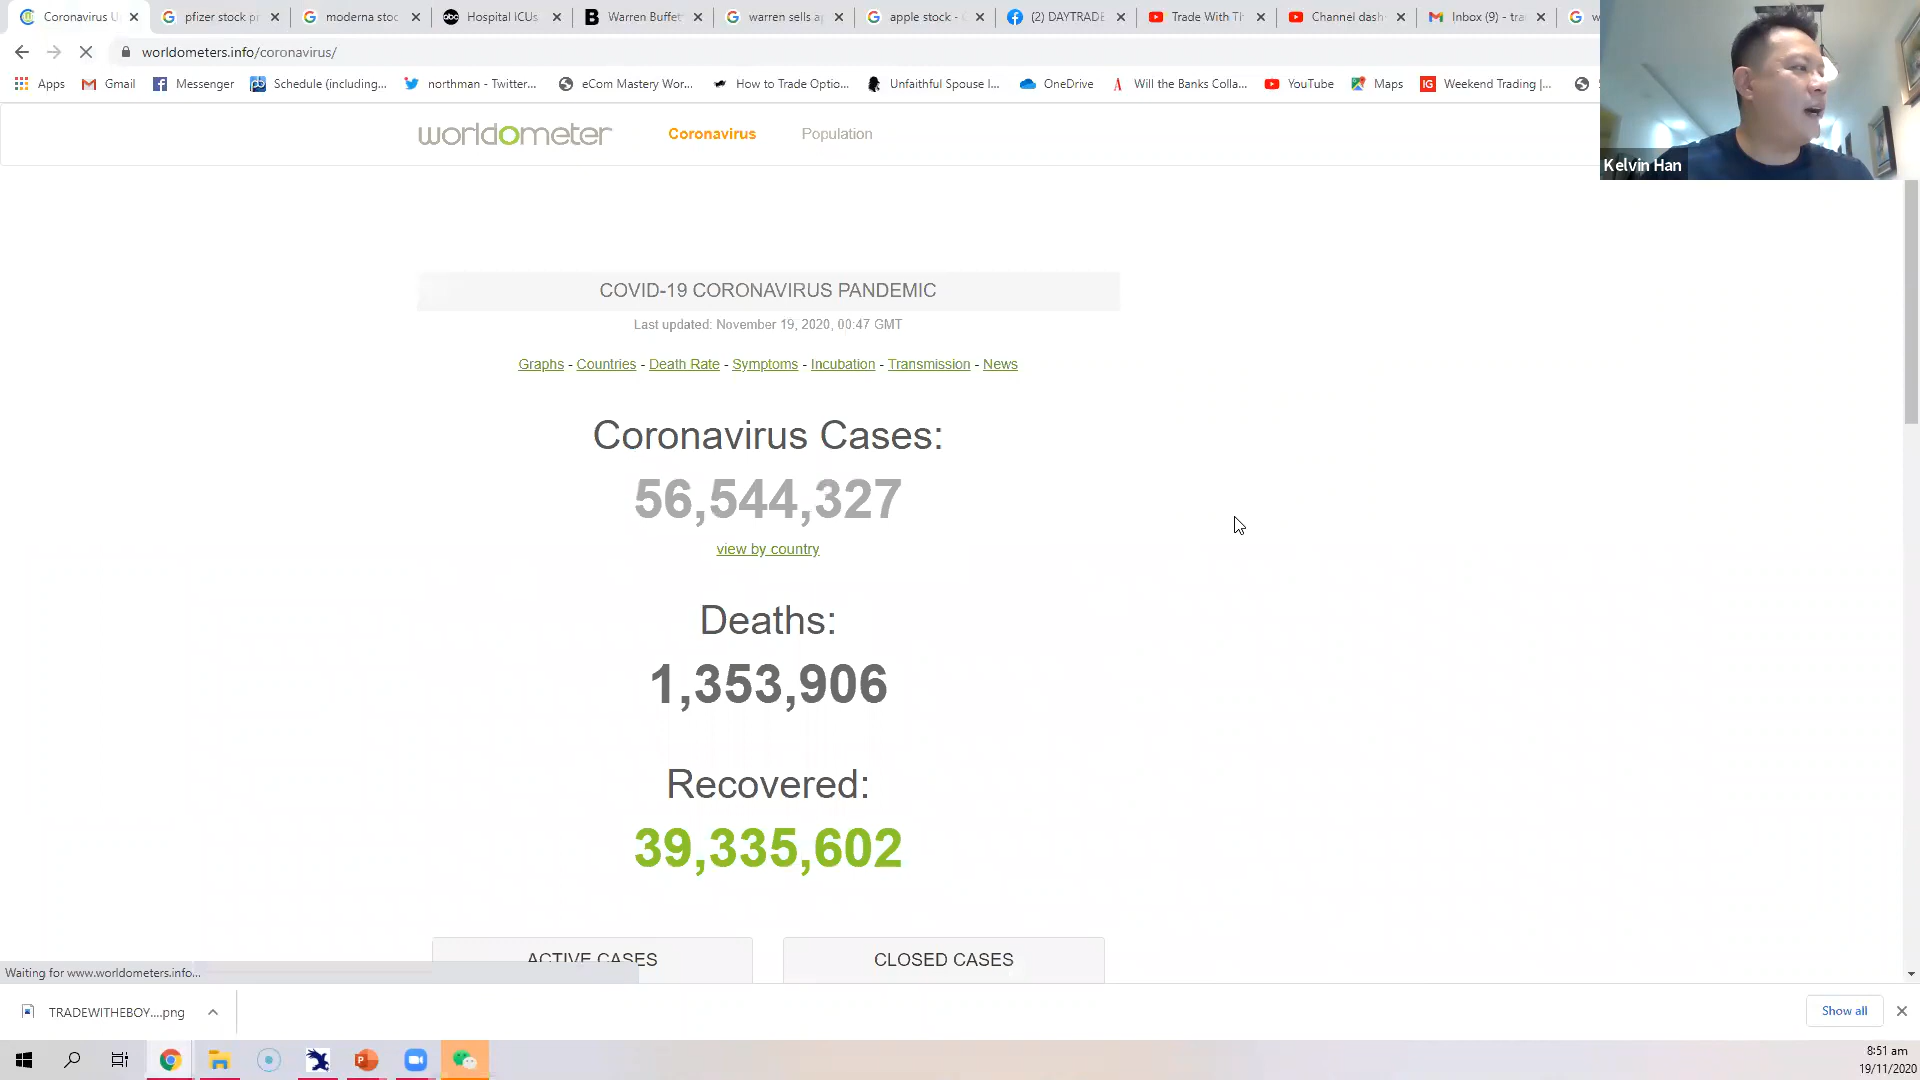 Coronavirus U
pfizer stock pr
moderna stoc
Hospital ICUs
Warren Buffet
warren sells a
apple stock -
(2) DAYTRADE
Trade With Ti
Channel dash
Inbox (9) - tra
worldometers.info/coronavirus/
Apps
Gmail
Messenger
Schedule (including...
northman - Twitter...
eCom Mastery Wor...
How to Trade Optio...
Unfaithful Spouse I...
OneDrive
Will the Banks Colla...
YouTube
Maps
Weekend Trading |...
Kelvin Han
worldometer
Coronavirus
Population
COVID-19 CORONAVIRUS PANDEMIC
Last updated: November 19, 2020, 00:47 GMT
Graphs - Countries - Death Rate - Symptoms - Incubation - Transmission - News
Coronavirus Cases:
56,544,327
view by country
Deaths:
1,353,906
Recovered:
39,335,602
ACTIVE CASES
CLOSED CASES
Waiting for www.worldometers.info...
TRADEWITHEBOY....png
Show all
8:51 am
19/11/2020